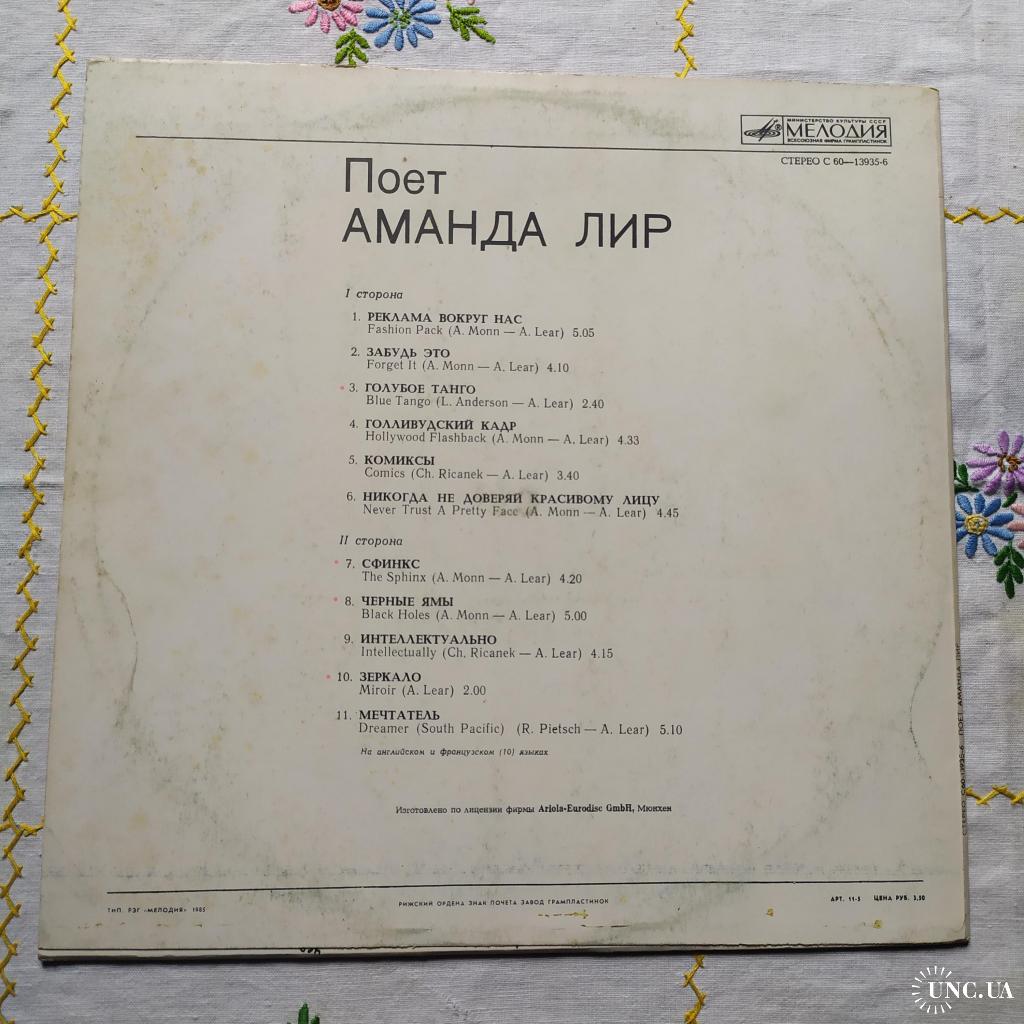 МИНИСТЕРСТВО КУЛЬТУРЫ СССР
МЕЛОДИЯ
ВСЕСОЮЗНАЯ ФИРМА ГРАМПЛАСТИНОК
СТЕРЕО С 60—13935-6
Поет
АМАНДА ЛИР
I сторона
1. РЕКЛАМА ВОКРУГ НАС
Fashion Pack (A. Monn — A. Lear) 5.05
2. ЗАБУДЬ ЭТО
Forget It (A. Monn — A. Lear) 4.10
3. ГОЛУБОЕ ТАНГО
Blue Tango (L. Anderson — A. Lear) 2.40
4. ГОЛЛИВУДСКИЙ КАДР
Hollywood Flashback (A. Monn — A. Lear) 4.33
5. КОМИКСЫ
Comics (Ch. Ricanek — A. Lear) 3.40
6. НИКОГДА НЕ ДОВЕРЯЙ КРАСИВОМУ ЛИЦУ
Never Trust A Pretty Face (A. Monn — A. Lear) 4.45
II сторона
7. СФИНКС
The Sphinx (A. Monn — A. Lear) 4.20
8. ЧЕРНЫЕ ЯМЫ
Black Holes (A. Monn — A. Lear) 5.00
9. ИНТЕЛЛЕКТУАЛЬНО
Intellectually (Ch. Ricanek — A. Lear) 4.15
10. ЗЕРКАЛО
Miroir (A. Lear) 2.00
11. МЕЧТАТЕЛЬ
Dreamer (South Pacific) (R. Pietsch — A. Lear) 5.10
На английском и французском (10) языках
Изготовлено по лицензии фирмы Ariola-Eurodisc GmbH, Мюнхен
ТИП. РЗГ «МЕЛОДИЯ» 1985
РИЖСКИЙ ОРДЕНА ЗНАК ПОЧЕТА ЗАВОД ГРАМПЛАСТИНОК
АРТ. 11-5 ЦЕНА РУБ. 3,50
СТЕРЕО С60-13935-6 ПОЕТ АМАНДА ЛИР
UNC.UA